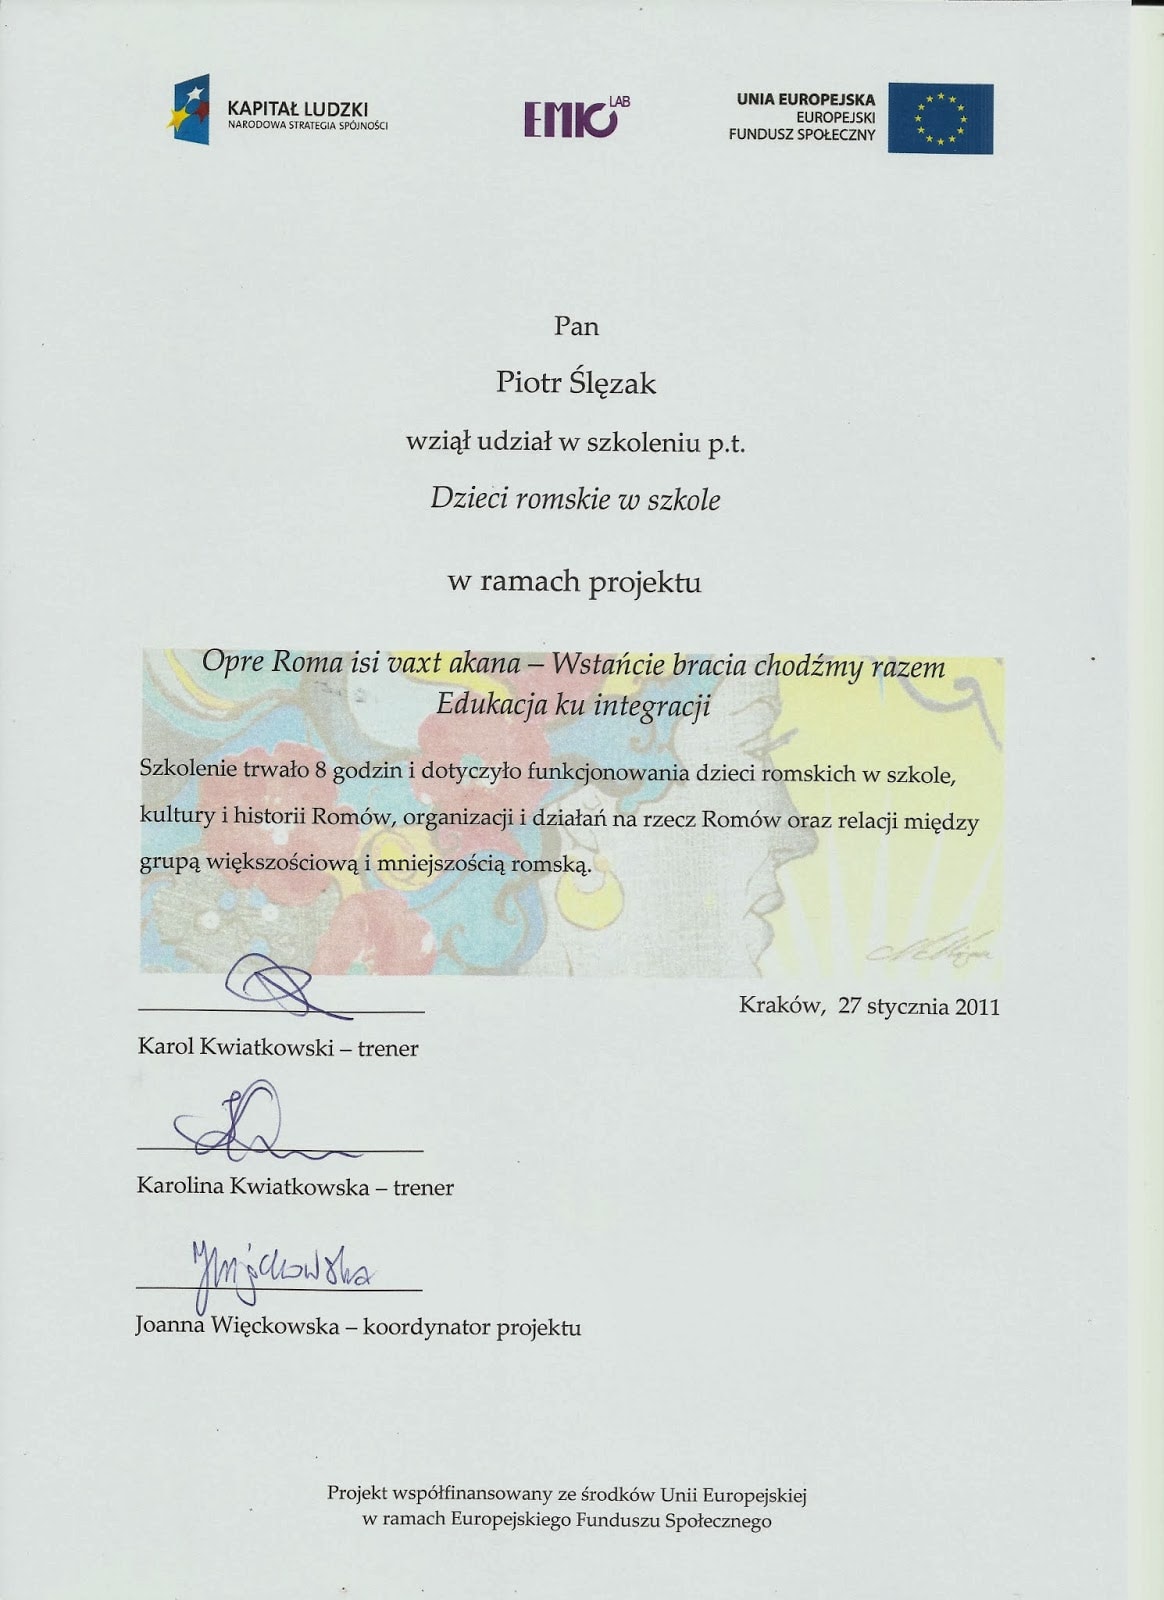 KAPITAŁ LUDZKI
NARODOWA STRATEGIA SPÓJNOŚCI
EMIC LAB
UNIA EUROPEJSKA
EUROPEJSKI
FUNDUSZ SPOŁECZNY
Pan
Piotr Ślęzak
wziął udział w szkoleniu p.t.
Dzieci romskie w szkole
w ramach projektu
Opre Roma isi vaxt akana – Wstańcie bracia chodźmy razem
Edukacja ku integracji
Szkolenie trwało 8 godzin i dotyczyło funkcjonowania dzieci romskich w szkole,
kultury i historii Romów, organizacji i działań na rzecz Romów oraz relacji między
grupą większościową i mniejszością romską.
Kraków, 27 stycznia 2011
Karol Kwiatkowski – trener
Karolina Kwiatkowska – trener
Joanna Więckowska – koordynator projektu
Projekt współfinansowany ze środków Unii Europejskiej
w ramach Europejskiego Funduszu Społecznego